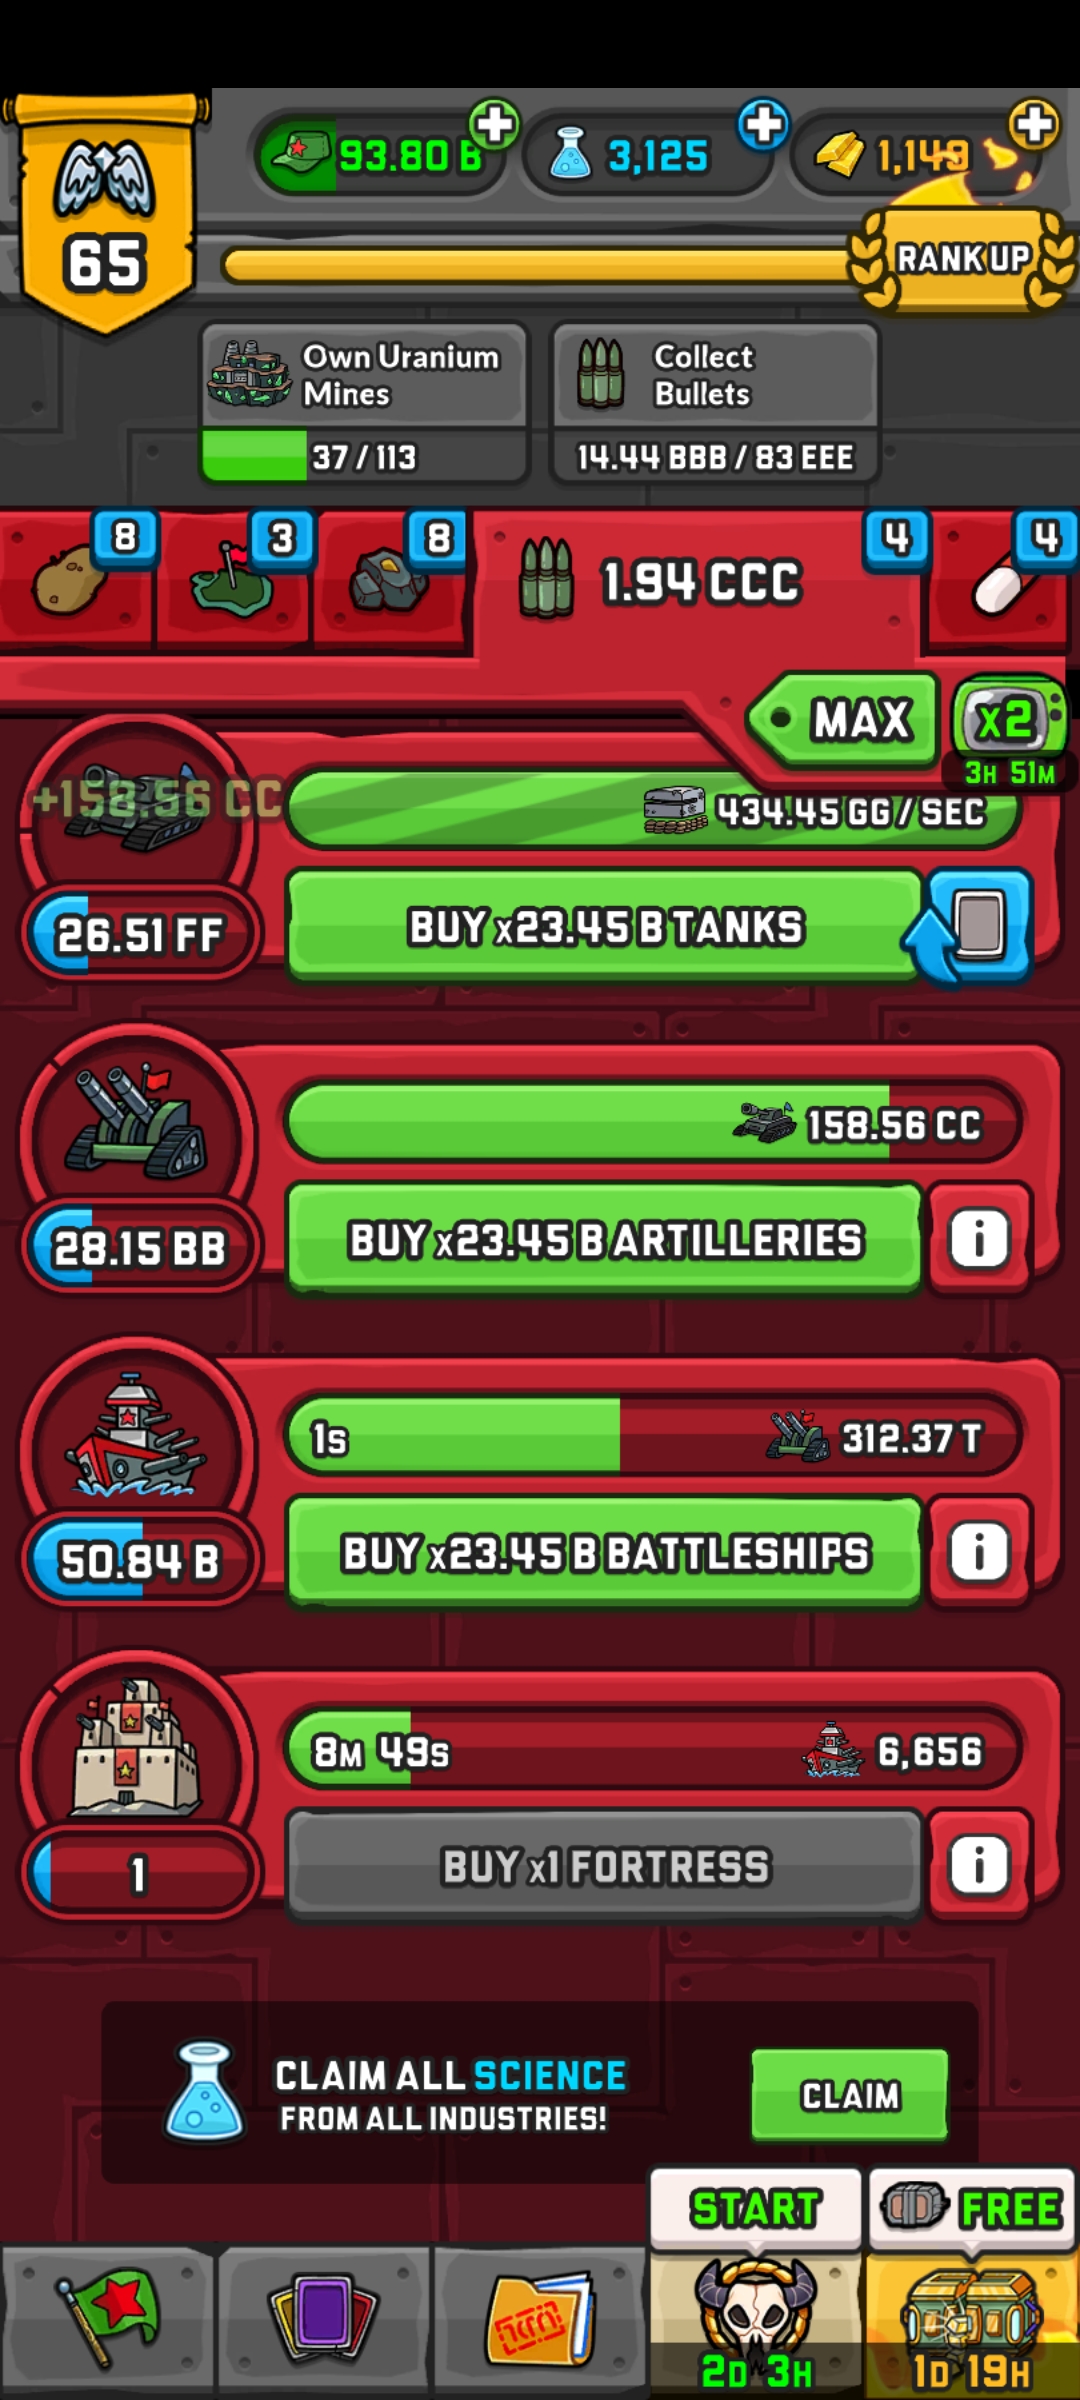 93.80 B
3,125
1,149
65
RANK UP
Own Uranium
Mines
37 / 113
Collect
Bullets
14.44 BBB / 83 EEE
8
3
8
1.94 CCC
4
4
MAX
x2
3H 51M
+158.56 CC
434.45 GG / SEC
26.51 FF
BUY x23.45 B TANKS
158.56 CC
28.15 BB
BUY x23.45 B ARTILLERIES
i
1s
312.37 T
50.84 B
BUY x23.45 B BATTLESHIPS
i
8M 49s
6,656
1
BUY x1 FORTRESS
i
CLAIM ALL SCIENCE
FROM ALL INDUSTRIES!
CLAIM
START
FREE
2D 3H
1D 19H